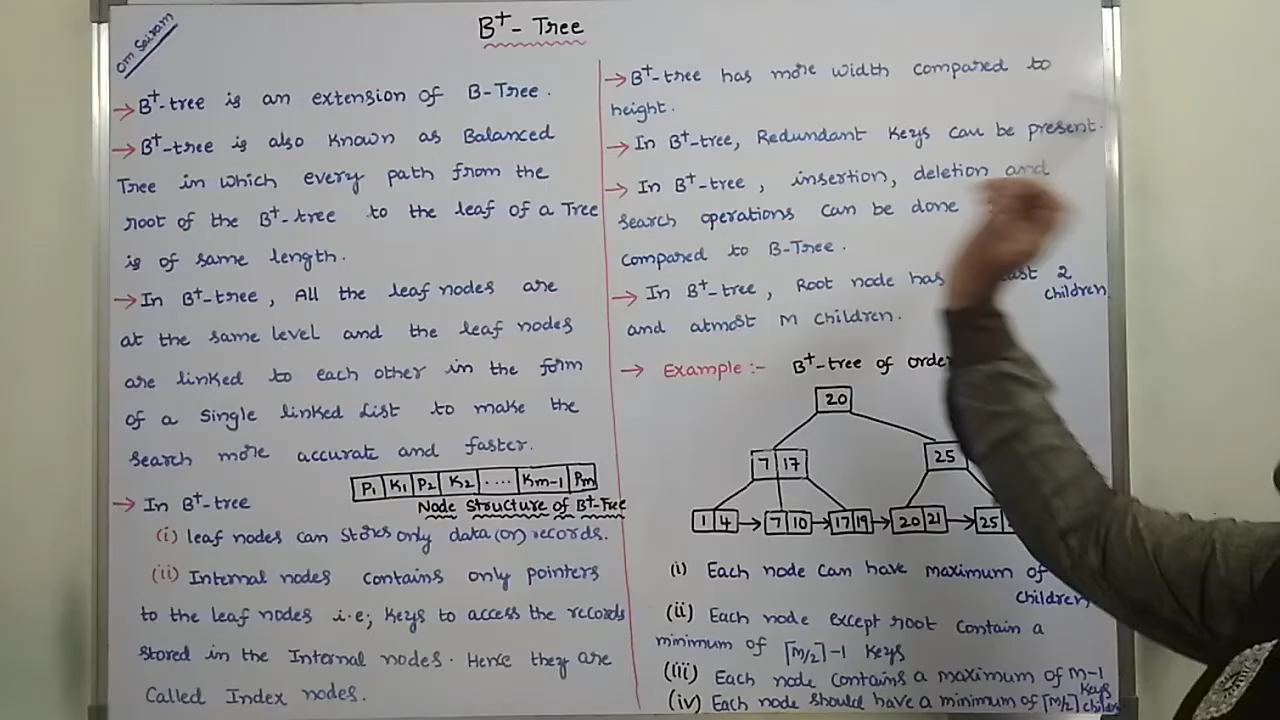 B+- Tree
Om Sairam
→ B+-tree is an extension of B-Tree.
→ B+-tree is also known as Balanced
Tree in which every path from the
root of the B+-tree to the leaf of a Tree
is of same length.
→ In B+-tree, All the leaf nodes are
at the same level and the leaf nodes
are linked to each other in the form
of a Single linked List to make the
search more accurate and faster.
P1 K1 P2 K2 .... Km-1 Pm
→ In B+-tree
Node Structure of B+-Tree
(i) leaf nodes can stores only data (or) records.
(ii) Internal nodes contains only pointers
to the leaf nodes i.e; keys to access the records
stored in the Internal nodes. Hence they are
Called Index nodes.
→ B+-tree has more width compared to
height.
→ In B+-tree, Redundant Keys can be present.
→ In B+-tree, insertion, deletion and
search operations can be done
compared to B-Tree.
→ In B+-tree, Root node has 2
children
and atmost M children.
→ Example :- B+-tree of order
20
7 17 25
1 4 → 7 10 → 17 19 → 20 21 → 25
(i) Each node can have maximum of
children
(ii) Each node except root contain a
minimum of ⌈M/2⌉-1 keys
(iii) Each node contains a maximum of m-1
keys
(iv) Each node should have a minimum of ⌈M/2⌉